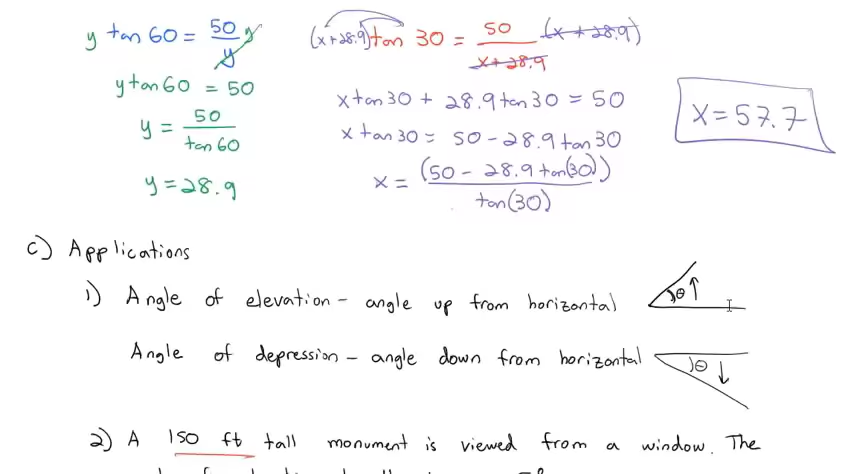 y tan 60 = 50/y y
y tan 60 = 50
y = 50/tan 60
y = 28.9
(x+28.9) tan 30 = 50/(x+28.9) (x+28.9)
x tan 30 + 28.9 tan 30 = 50
x tan 30 = 50 - 28.9 tan 30
x = (50 - 28.9 tan(30))/tan(30)
x = 57.7
c) Applications
1) Angle of elevation - angle up from horizontal θ
Angle of depression - angle down from horizontal θ
2) A 150 ft tall monument is viewed from a window. The